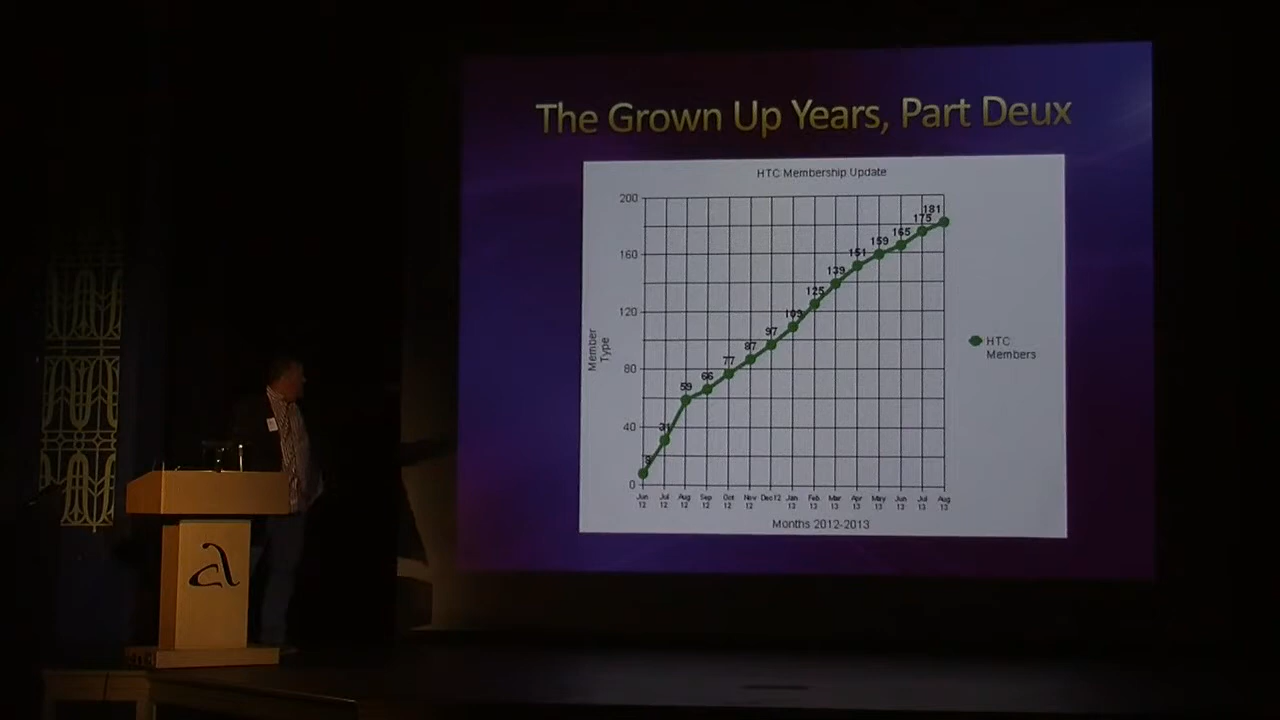 The Grown Up Years, Part Deux
HTC Membership Update
200
160
120
80
40
0
Member
Type
31
59
66
77
87
97
109
125
139
151
159
165
175
181
HTC
Members
Jun 12
Jul 12
Aug 12
Sep 12
Oct 12
Nov 12
Dec12
Jan 13
Feb 13
Mar 13
Apr 13
May 13
Jun 12
Jul 13
Aug 13
Months 2012-2013
a